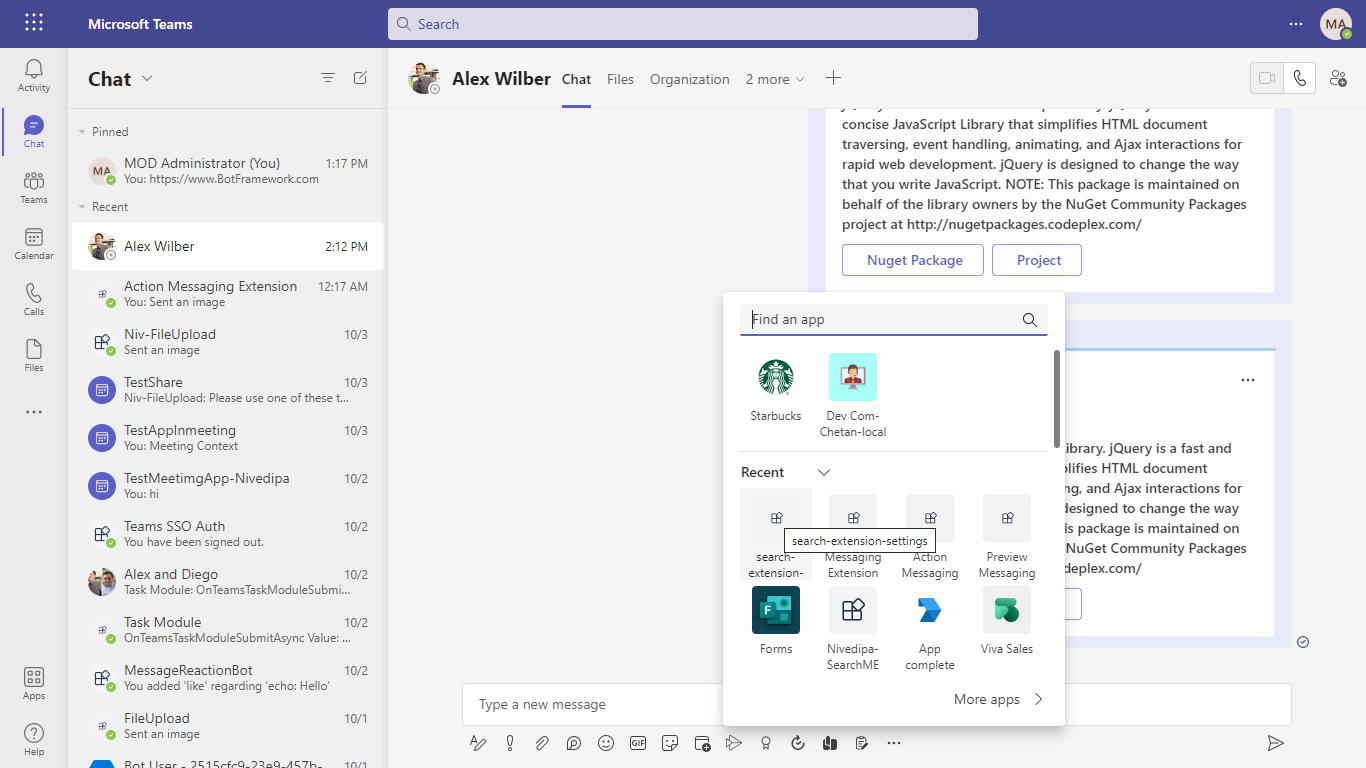 Microsoft Teams
Search
MA
Activity
Chat
Teams
Calendar
Calls
Files
Apps
Help
Chat
Pinned
MA
MOD Administrator (You) 1:17 PM
You: https://www.BotFramework.com
Recent
Alex Wilber 2:12 PM
Action Messaging Extension 12:17 AM
You: Sent an image
Niv-FileUpload 10/3
Sent an image
TestShare 10/3
Niv-FileUpload: Please use one of these t...
TestAppInmeeting 10/3
You: Meeting Context
TestMeetimgApp-Nivedipa 10/2
You: hi
Teams SSO Auth 10/2
You have been signed out.
Alex and Diego 10/2
Task Module: OnTeamsTaskModuleSubmi...
Task Module 10/2
OnTeamsTaskModuleSubmitAsync Value: ...
MessageReactionBot 10/2
You added 'like' regarding 'echo: Hello'
FileUpload 10/1
Sent an image
Bot User - 2515cfc9-23e9-457b- 10/1
Alex Wilber Chat Files Organization 2 more
concise JavaScript Library that simplifies HTML document
traversing, event handling, animating, and Ajax interactions for
rapid web development. jQuery is designed to change the way
that you write JavaScript. NOTE: This package is maintained on
behalf of the library owners by the NuGet Community Packages
project at http://nugetpackages.codeplex.com/
Nuget Package Project
ibrary. jQuery is a fast and
plifies HTML document
ng, and Ajax interactions for
designed to change the way
is package is maintained on
NuGet Community Packages
deplex.com/
Find an app
Starbucks
Dev Com-
Chetan-local
Recent
search-extension-settings
search-
extension-
Messaging
Extension
Action
Messaging
Preview
Messaging
F
Forms
Nivedipa-
SearchME
App
complete
Viva Sales
More apps
Type a new message
GIF